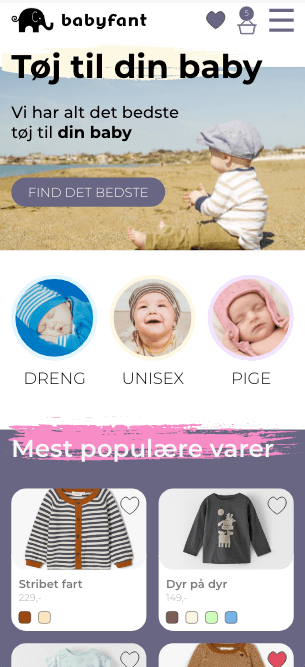 babyfant
5
Tøj til din baby
Vi har alt det bedste
tøj til din baby
FIND DET BEDSTE
DRENG UNISEX PIGE
Mest populære varer
Stribet fart Dyr på dyr
229,- 149,-